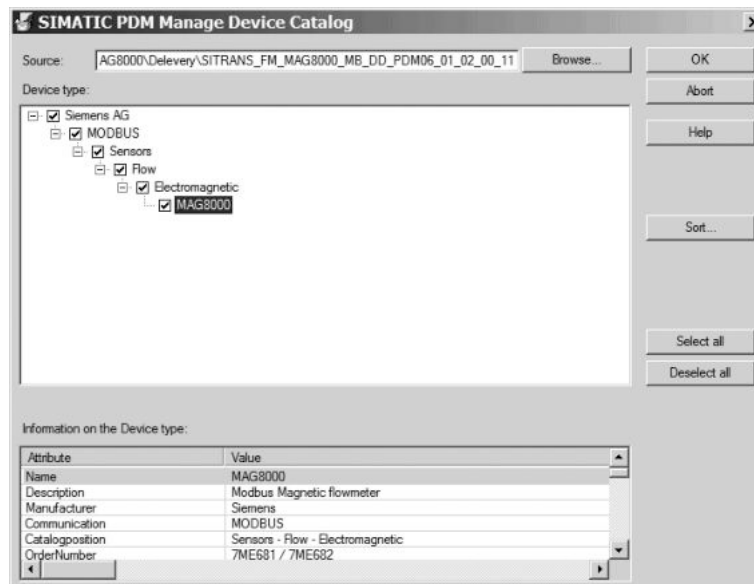 SIMATIC PDM Manage Device Catalog
Source: AG8000\Delevery\SITRANS_FM_MAG8000_MB_DD_PDM06_01_02_00_11 Browse... OK
Device type: Abort
Siemens AG
MODBUS Help
Sensors
Flow
Electromagnetic
MAG8000
Sort...
Select all
Deselect all
Information on the Device type:
Attribute Value
Name MAG8000
Description Modbus Magnetic flowmeter
Manufacturer Siemens
Communication MODBUS
Catalogposition Sensors - Flow - Electromagnetic
OrderNumber 7ME681 / 7ME682